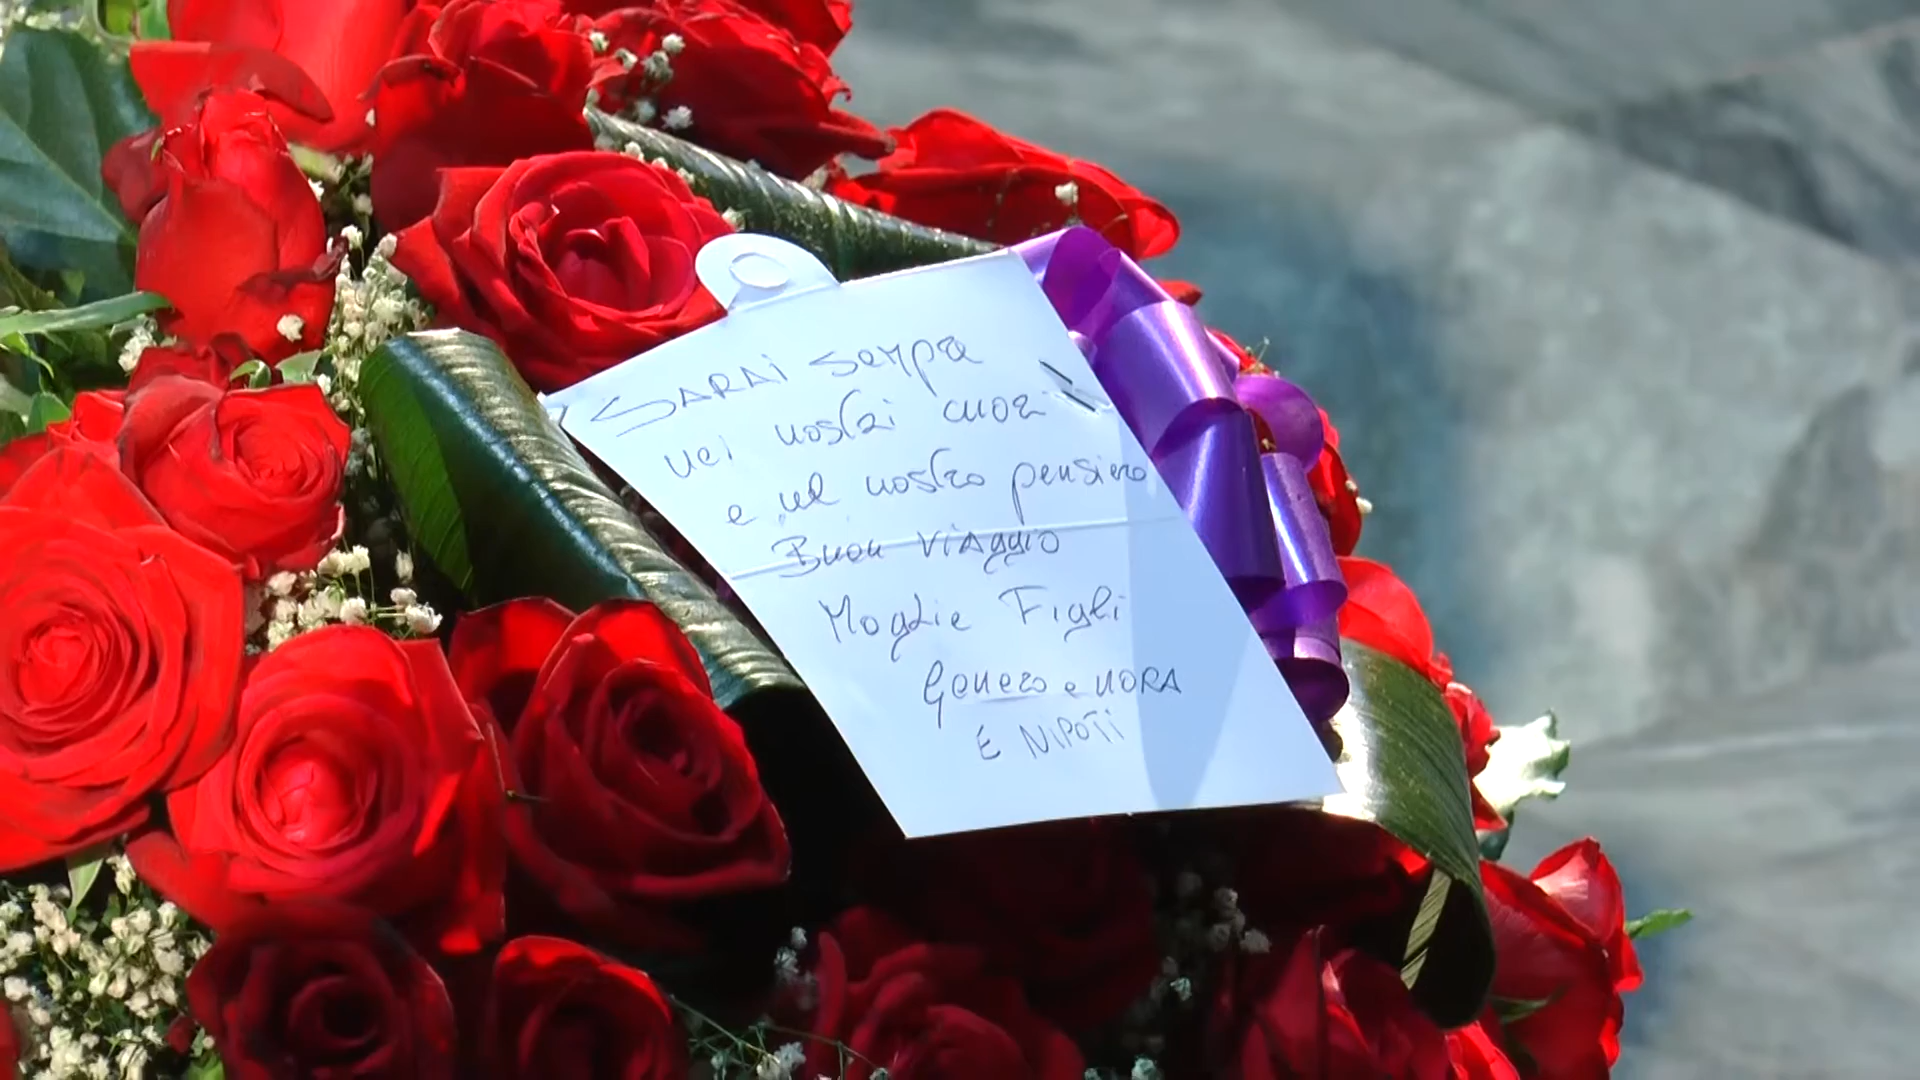 SARAI sempre
nei nostri cuori
e nel nostro pensiero
Buon viaggio
Moglie Figli
Genero e NORA
E NIPOTI